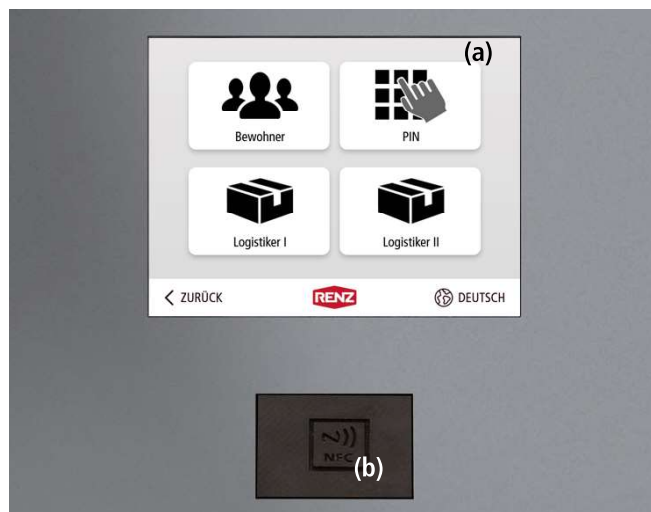 (a)
Bewohner
PIN
Logistiker I
Logistiker II
ZURÜCK
RENZ
DEUTSCH
NFC
(b)